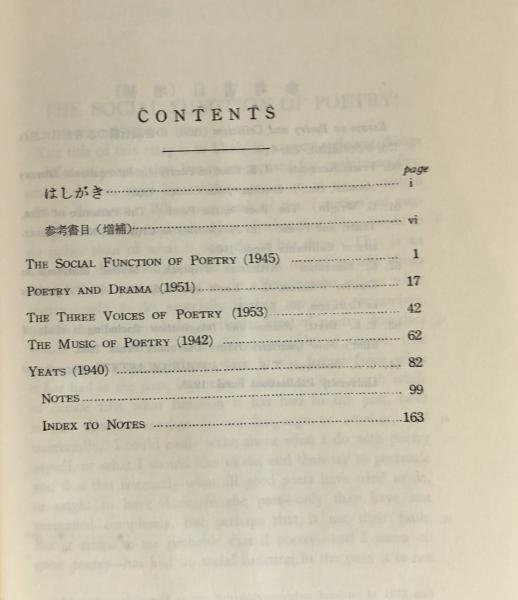 CONTENTS
page
はしがき i
参考書目（増補） vi
THE SOCIAL FUNCTION OF POETRY (1945) 1
POETRY AND DRAMA (1951) 17
THE THREE VOICES OF POETRY (1953) 42
THE MUSIC OF POETRY (1942) 62
YEATS (1940) 82
NOTES 99
INDEX TO NOTES 163